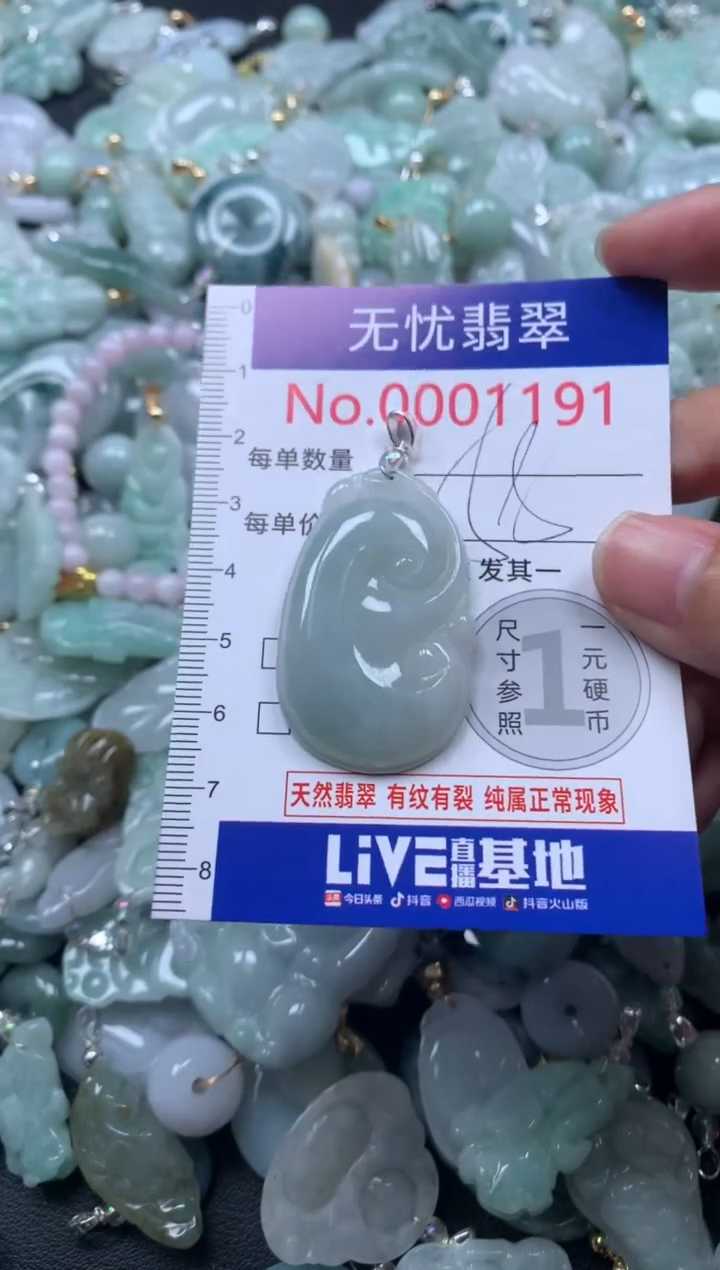 无忧翡翠
No.0001191
每单数量
每单价
发其一
尺寸参照
1
一元硬币
0
1
2
3
4
5
6
7
8
天然翡翠 有纹有裂 纯属正常现象
LiVE直播基地
头条 今日头条 抖音 西瓜视频 抖音火山版